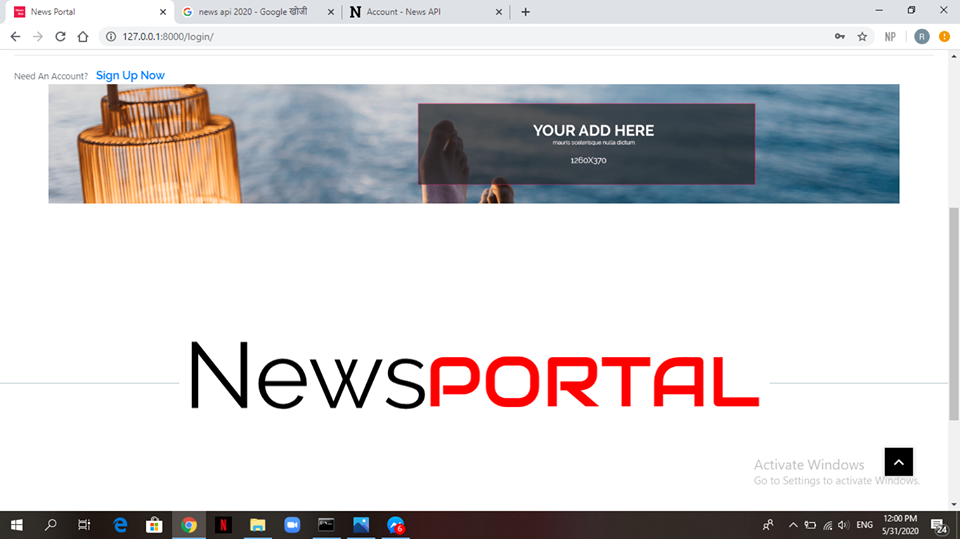 News Portal
news api 2020 - Google खोजी
Account - News API
127.0.0.1:8000/login/
NP
R
Need An Account? Sign Up Now
YOUR ADD HERE
mauris scelerisque nulla dictum
1260X370
NewsPORTAL
Activate Windows
Go to Settings to activate Windows.
6
ENG
12:00 PM
5/31/2020
24